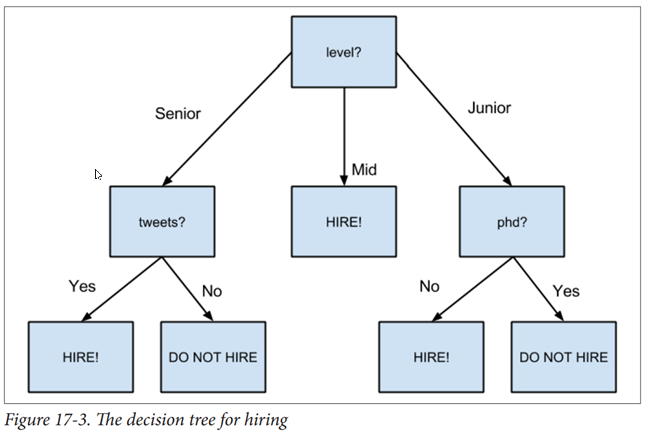 level?
Senior
Junior
Mid
tweets?
HIRE!
phd?
Yes
No
No
Yes
HIRE!
DO NOT HIRE
HIRE!
DO NOT HIRE
Figure 17-3. The decision tree for hiring